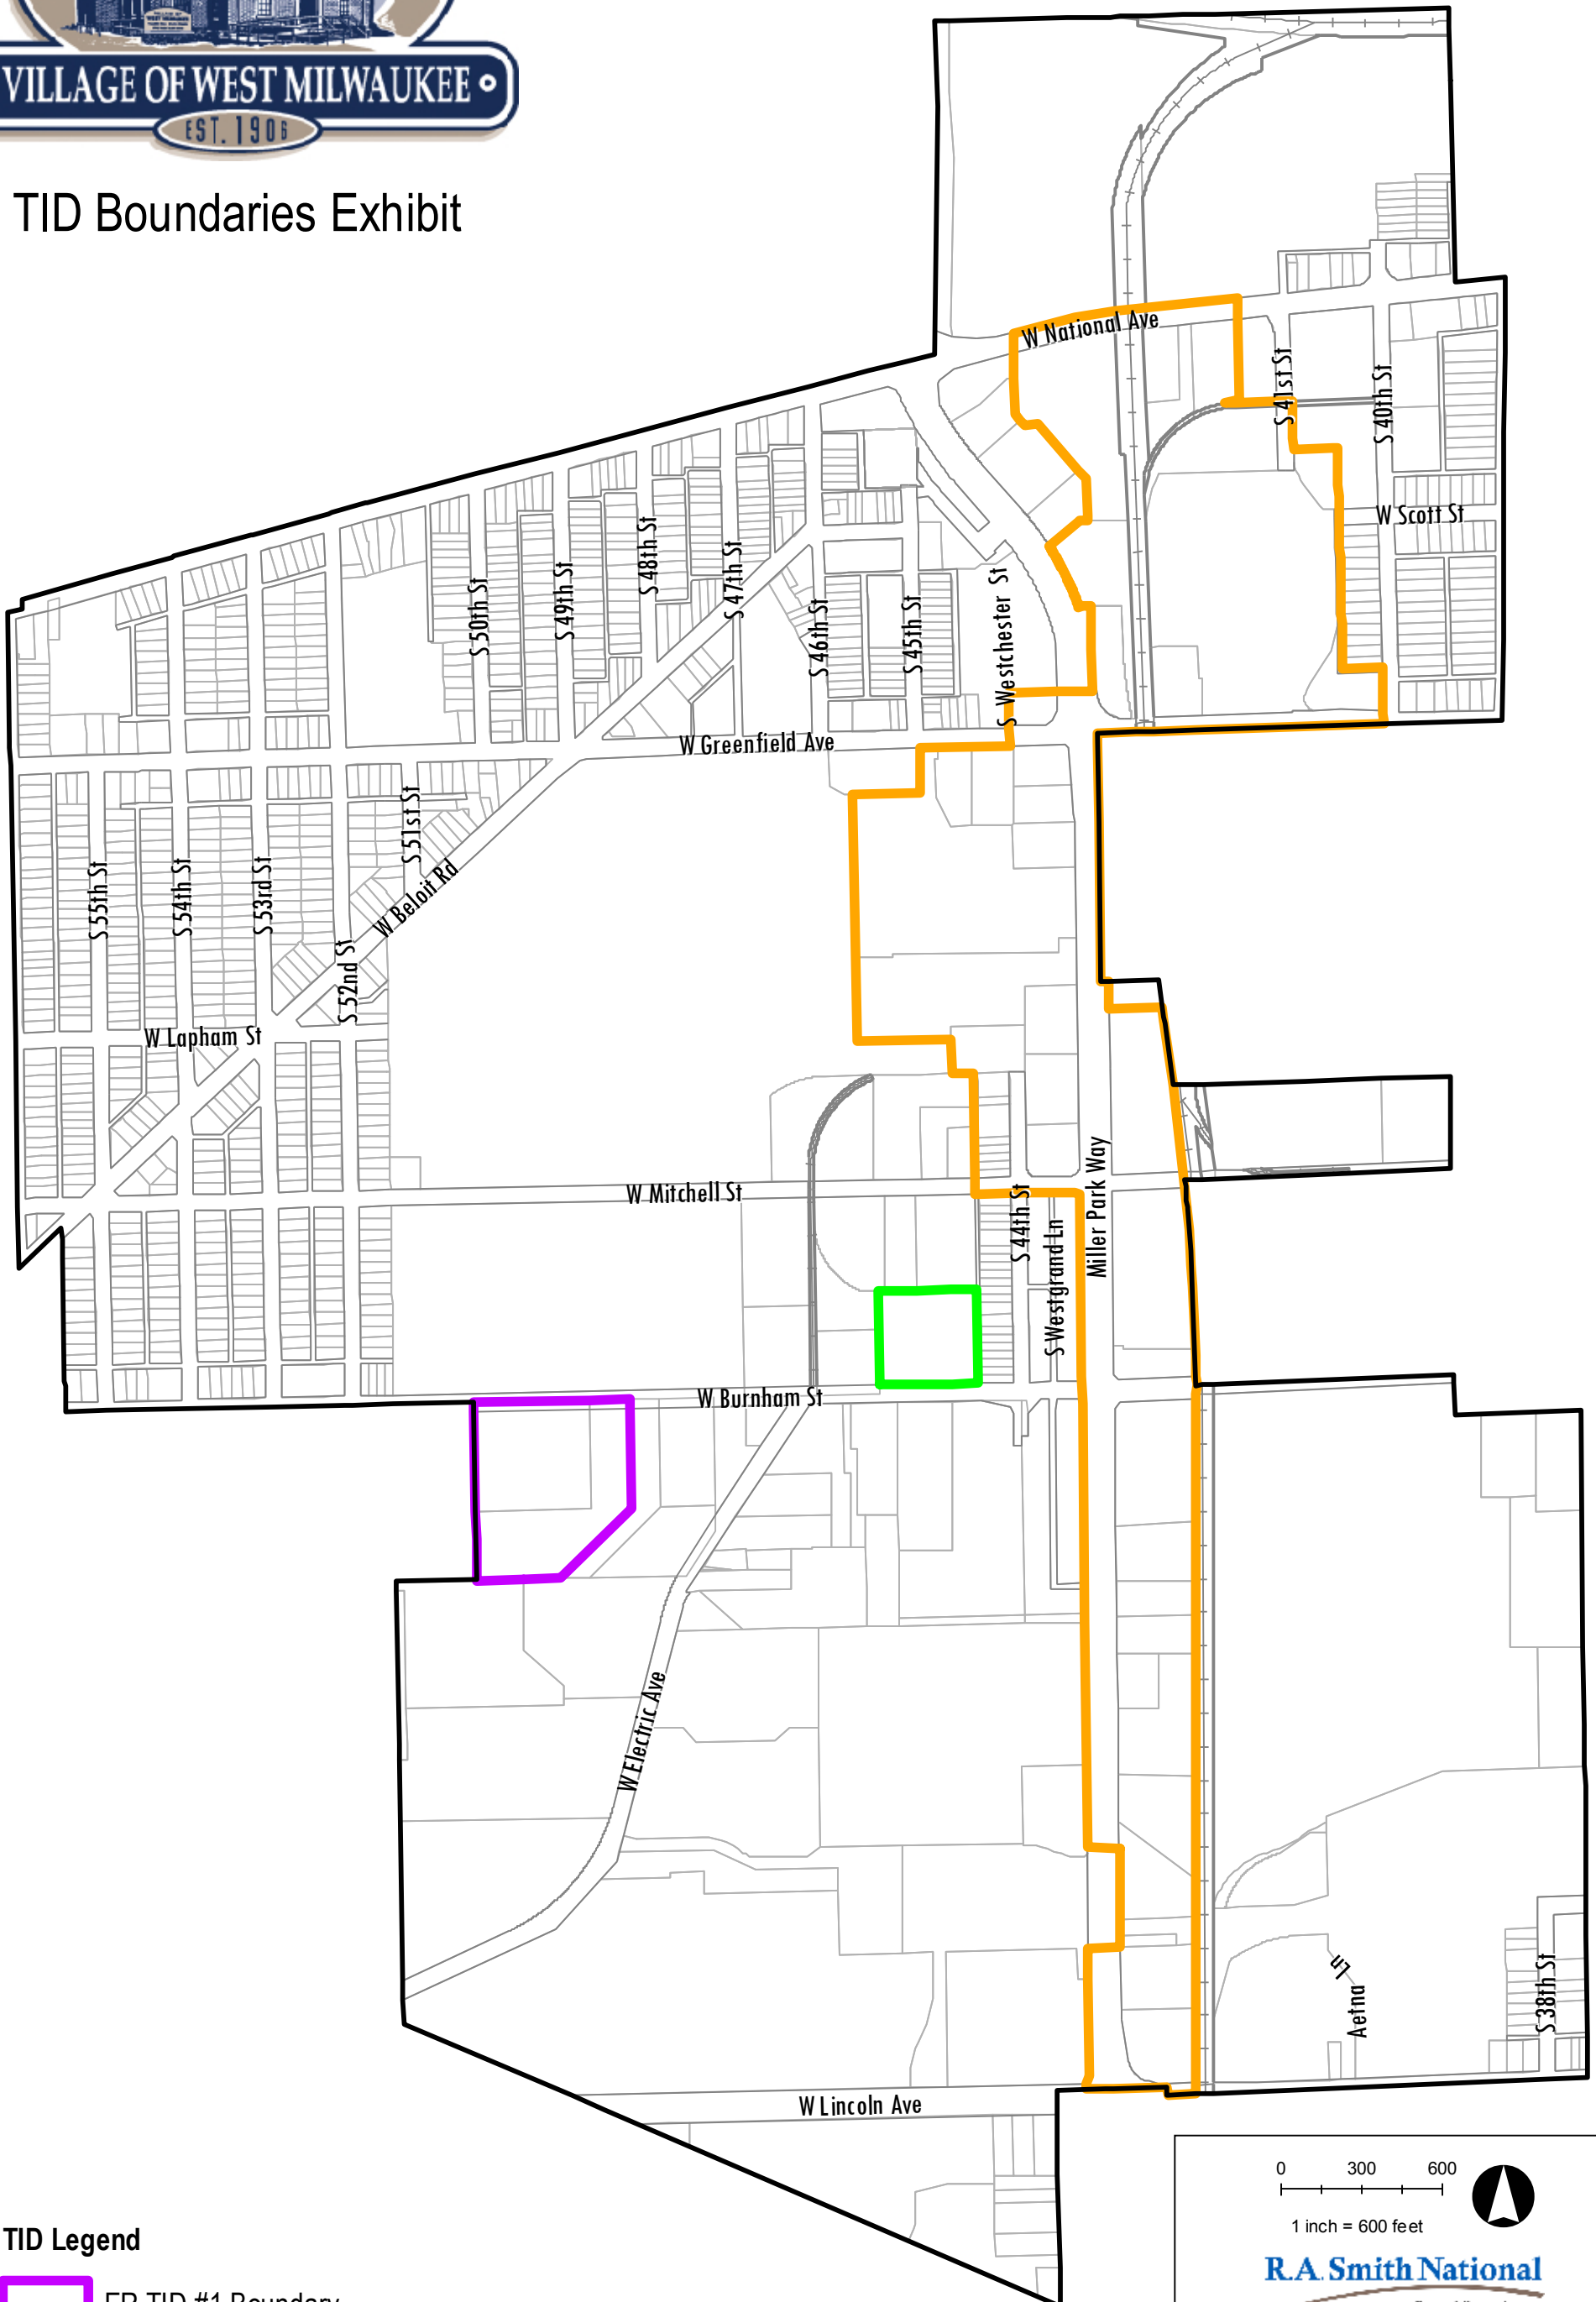 VILLAGE OF WEST MILWAUKEE
EST. 1906
TID Boundaries Exhibit
W National Ave
S 41st St
S 40th St
W Scott St
S 50th St
S 49th St
S 48th St
S 47th St
S 46th St
S 45th St
S Westchester St
W Greenfield Ave
S 55th St
S 54th St
S 53rd St
S 52nd St
S 51st St
W Beloit Rd
W Lapham St
W Mitchell St
S 44th St
S Westgrand Ln
Miller Park Way
W Burnham St
W Electric Ave
Aetna Ln
S 38th St
W Lincoln Ave
0 300 600
1 inch = 600 feet
R.A. Smith National
TID Legend
ER TID #1 Boundary